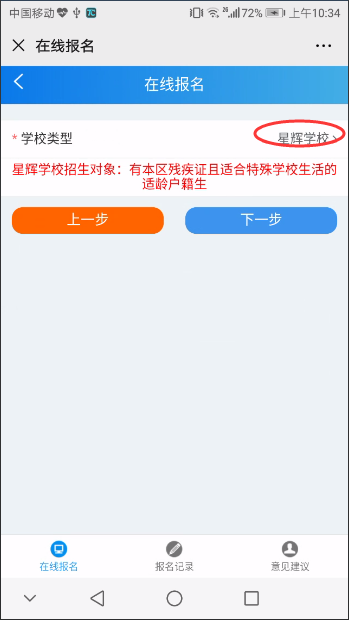 中国移动 26 72% 上午10:34
在线报名
在线报名
* 学校类型 星辉学校
星辉学校招生对象：有本区残疾证且适合特殊学校生活的
适龄户籍生
上一步 下一步
在线报名 报名记录 意见建议